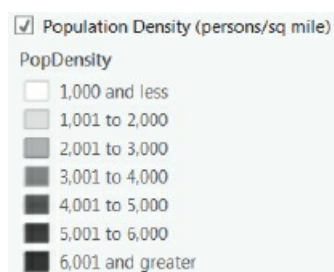 Population Density (persons/sq mile)
PopDensity
1,000 and less
1,001 to 2,000
2,001 to 3,000
3,001 to 4,000
4,001 to 5,000
5,001 to 6,000
6,001 and greater